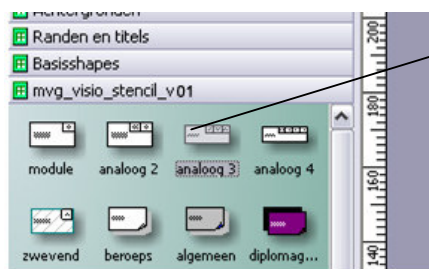 Achtergronden
Randen en titels
Basisshapes
mvg_visio_stencil_v01
module analoog 2 analoog 3 analoog 4
zwevend beroeps algemeen diplomag...
200
180
160
140